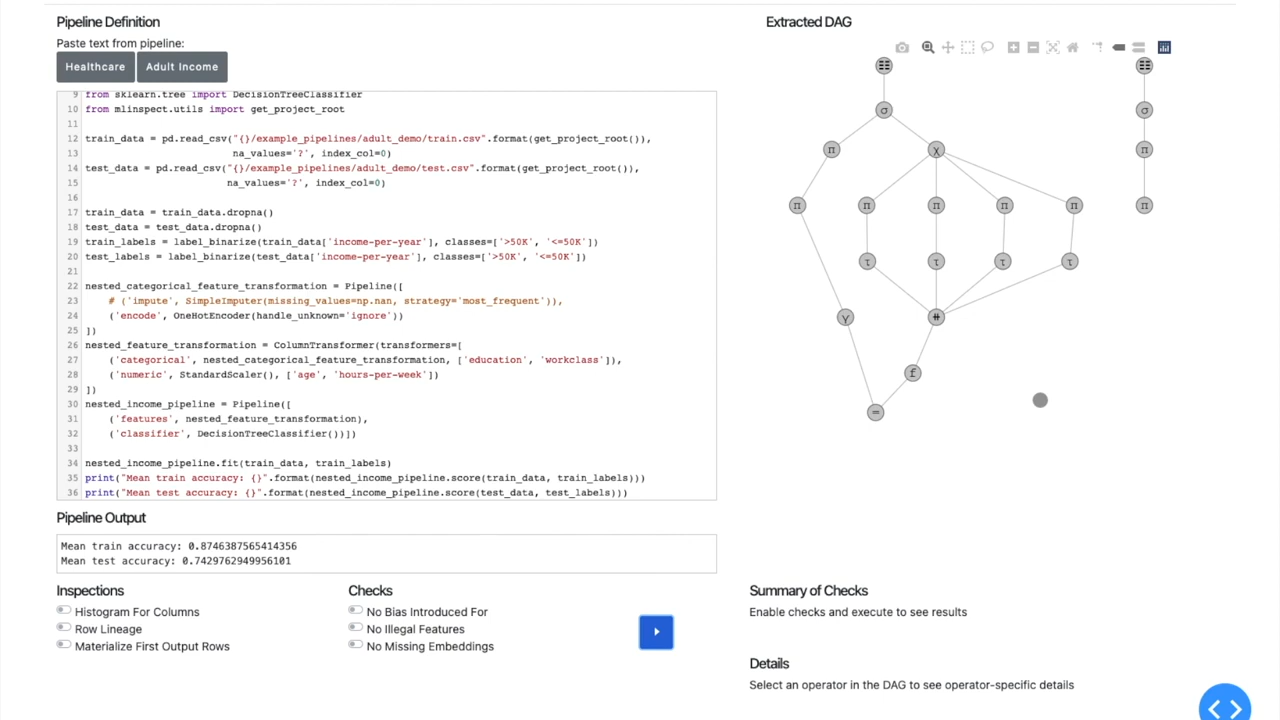 Pipeline Definition
Paste text from pipeline:
Healthcare Adult Income
9 from sklearn.tree import DecisionTreeClassifier
10 from mlinspect.utils import get_project_root
11
12 train_data = pd.read_csv("{}/example_pipelines/adult_demo/train.csv".format(get_project_root()),
13 na_values='?', index_col=0)
14 test_data = pd.read_csv("{}/example_pipelines/adult_demo/test.csv".format(get_project_root()),
15 na_values='?', index_col=0)
16
17 train_data = train_data.dropna()
18 test_data = test_data.dropna()
19 train_labels = label_binarize(train_data['income-per-year'], classes=['>50K', '<=50K'])
20 test_labels = label_binarize(test_data['income-per-year'], classes=['>50K', '<=50K'])
21
22 nested_categorical_feature_transformation = Pipeline([
23 # ('impute', SimpleImputer(missing_values=np.nan, strategy='most_frequent')),
24 ('encode', OneHotEncoder(handle_unknown='ignore'))
25 ])
26 nested_feature_transformation = ColumnTransformer(transformers=[
27 ('categorical', nested_categorical_feature_transformation, ['education', 'workclass']),
28 ('numeric', StandardScaler(), ['age', 'hours-per-week'])
29 ])
30 nested_income_pipeline = Pipeline([
31 ('features', nested_feature_transformation),
32 ('classifier', DecisionTreeClassifier())])
33
34 nested_income_pipeline.fit(train_data, train_labels)
35 print("Mean train accuracy: {}".format(nested_income_pipeline.score(train_data, train_labels)))
36 print("Mean test accuracy: {}".format(nested_income_pipeline.score(test_data, test_labels)))
Pipeline Output
Mean train accuracy: 0.8746387565414356
Mean test accuracy: 0.7429762949956101
Inspections
Histogram For Columns
Row Lineage
Materialize First Output Rows
Checks
No Bias Introduced For
No Illegal Features
No Missing Embeddings
Extracted DAG
σ σ
π χ π
π π π π π π
τ τ τ τ
γ ⧺
f
=
Summary of Checks
Enable checks and execute to see results
Details
Select an operator in the DAG to see operator-specific details